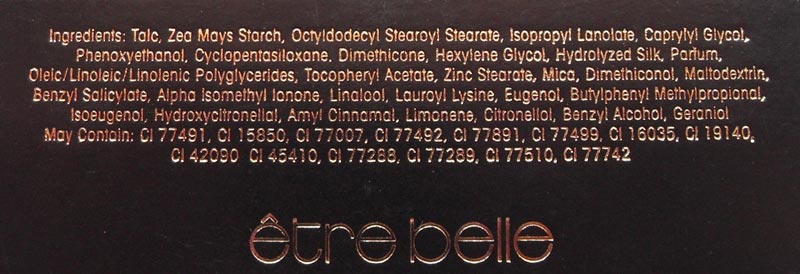 Ingredients: Talc, Zea Mays Starch, Octyldodecyl Stearoyl Stearate, Isopropyl Lanolate, Caprylyl Glycol,
Phenoxyethanol, Cyclopentasiloxane, Dimethicone, Hexylene Glycol, Hydrolyzed Silk, Parfum,
Oleic/Linoleic/Linolenic Polyglycerides, Tocopheryl Acetate, Zinc Stearate, Mica, Dimethiconol, Maltodextrin,
Benzyl Salicylate, Alpha Isomethyl Ionone, Linalool, Lauroyl Lysine, Eugenol, Butylphenyl Methylpropional,
Isoeugenol, Hydroxycitronellal, Amyl Cinnamal, Limonene, Citronellol, Benzyl Alcohol, Geraniol
May Contain: CI 77491, CI 15850, CI 77007, CI 77492, CI 77891, CI 77499, CI 16035, CI 19140,
CI 42090 CI 45410, CI 77288, CI 77289, CI 77510, CI 77742
être belle